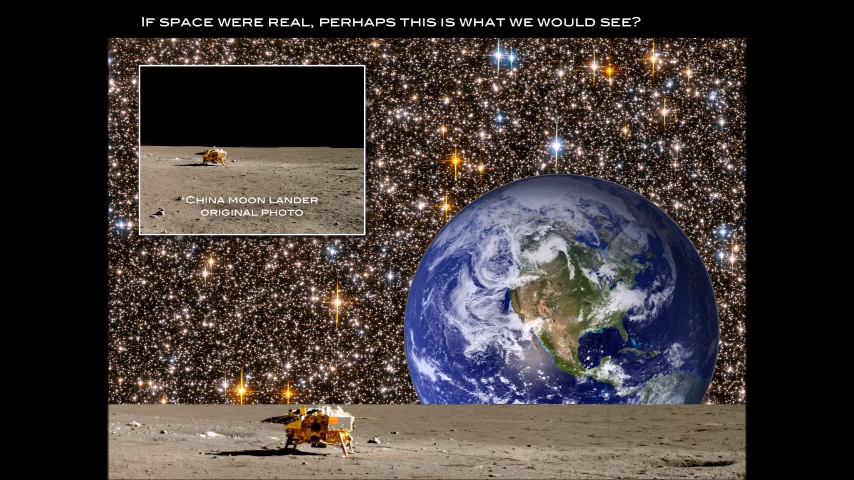 If space were real, perhaps this is what we would see?
*China moon lander
original photo